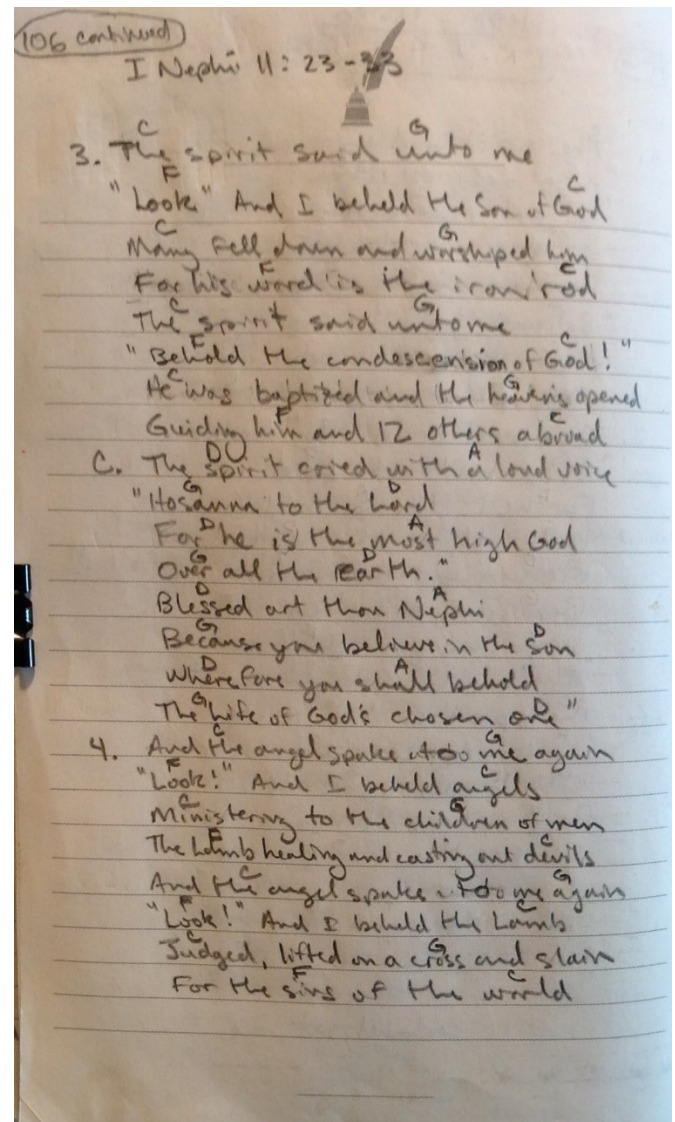 106 continued
I Nephi 11: 23-33
C G
3. The spirit said unto me
F C
"Look" And I beheld the Son of God
C G
Many fell down and worshiped him
F C
For his word is the iron rod
C G
The spirit said unto me
F C
"Behold the condescension of God!"
C G
He was baptized and the heavens opened
F C
Guiding him and 12 others abroad
D A
C. The spirit cried with a loud voice
G D
"Hosanna to the Lord
D A
For he is the most high God
G D
Over all the Earth."
D A
Blessed art thou Nephi
G D
Because you believe in the Son
D A
Wherefore you shall behold
G D
The life of God's chosen one"
C G
4. And the angel spake to me again
F C
"Look!" And I beheld angels
C G
Ministering to the children of men
F C
The Lamb healing and casting out devils
C G
And the angel spake to me again
F C
"Look!" And I beheld the Lamb
C G
Judged, lifted on a cross and slain
F C
For the sins of the world